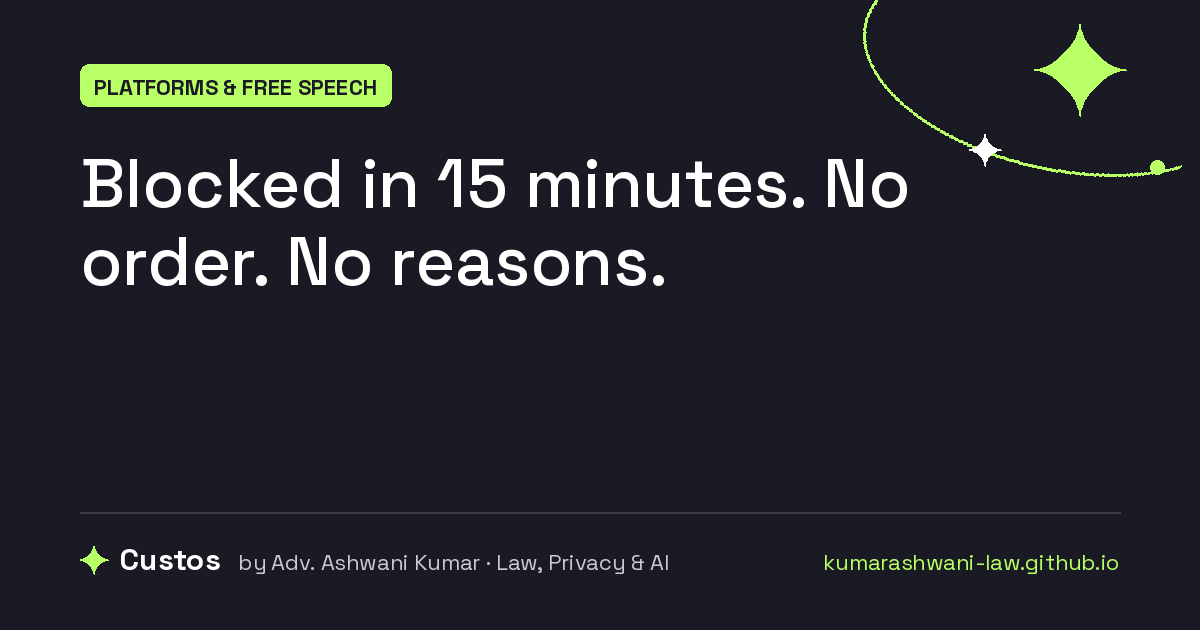 PLATFORMS & FREE SPEECH
Blocked in 15 minutes. No
order. No reasons.
Custos by Adv. Ashwani Kumar · Law, Privacy & AI kumarashwani-law.github.io